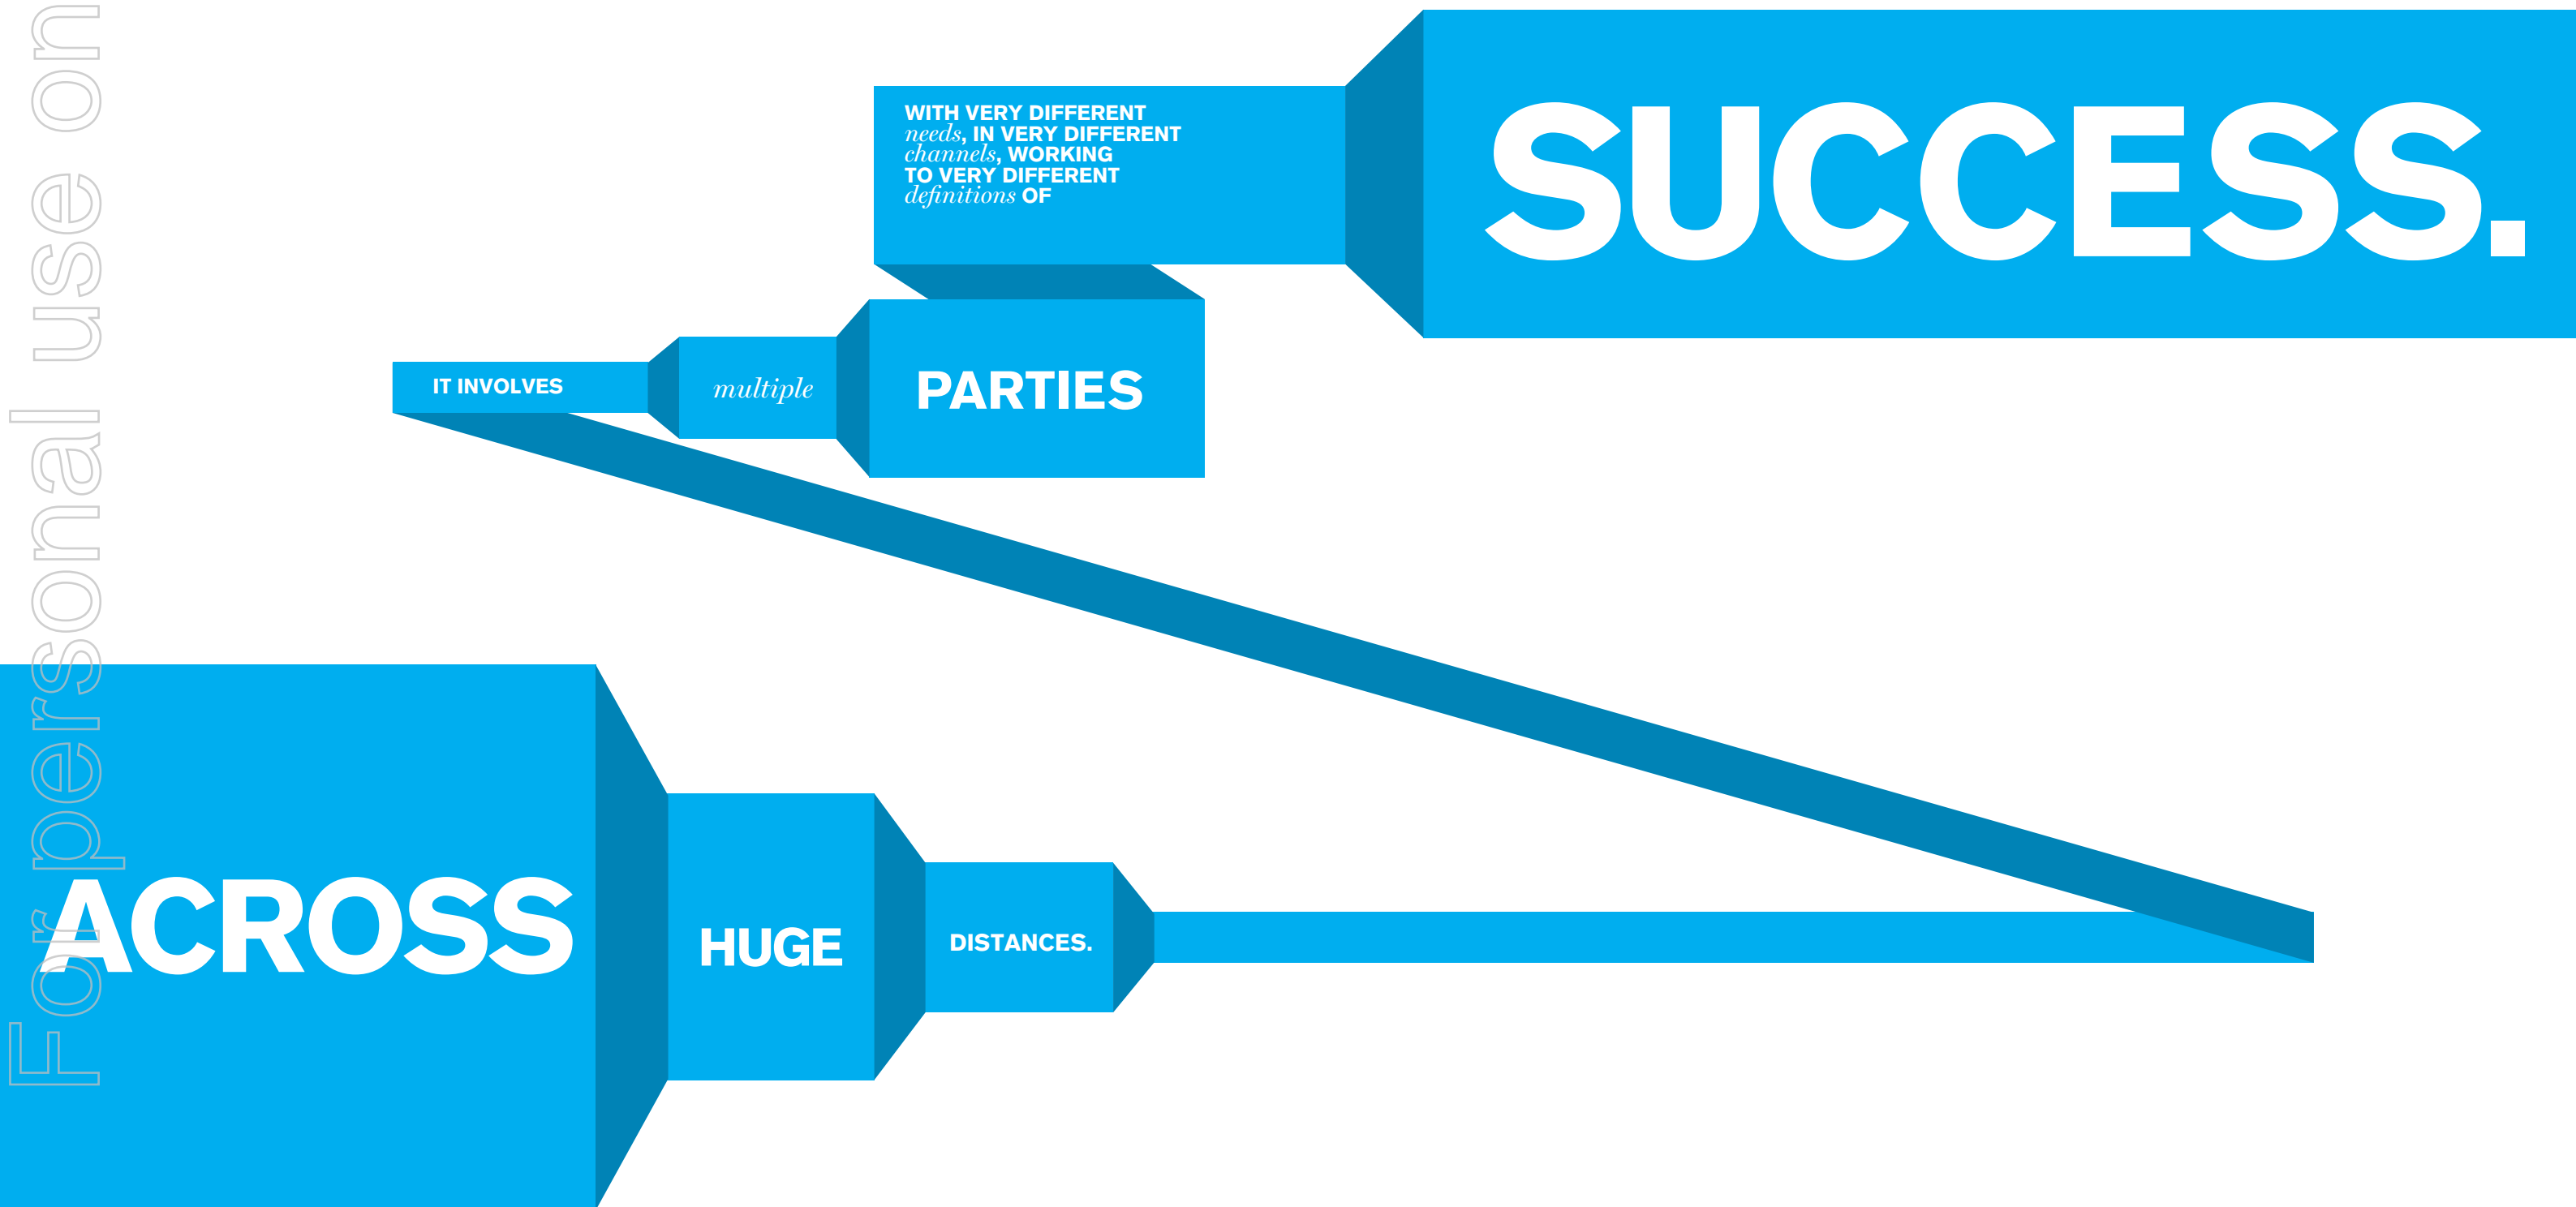 ACROSS
HUGE
DISTANCES.
IT INVOLVES
multiple
PARTIES
WITH VERY DIFFERENT
needs, IN VERY DIFFERENT
channels, WORKING
TO VERY DIFFERENT
definitions OF
SUCCESS.
For personal use on